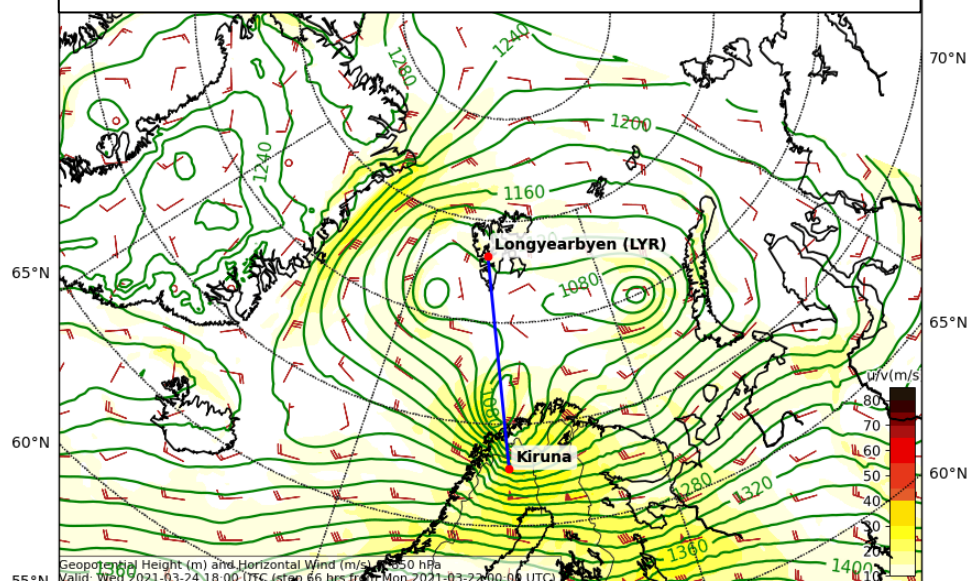 1240
1280
70°N
1200
1240
1160
Longyearbyen (LYR)
65°N
1080
65°N
u/v(m/s
80
70
60°N
Kiruna
60
60°N
1280
1320
50
40
30
1360
20
Geopotential Height (m) and Horizontal Wind (m/s) 850 hPa
1400
10
Valid: Wed 2021-03-24 18:00 UTC (step 66 hrs from Mon 2021-03-22 00:00 UTC)
55°N